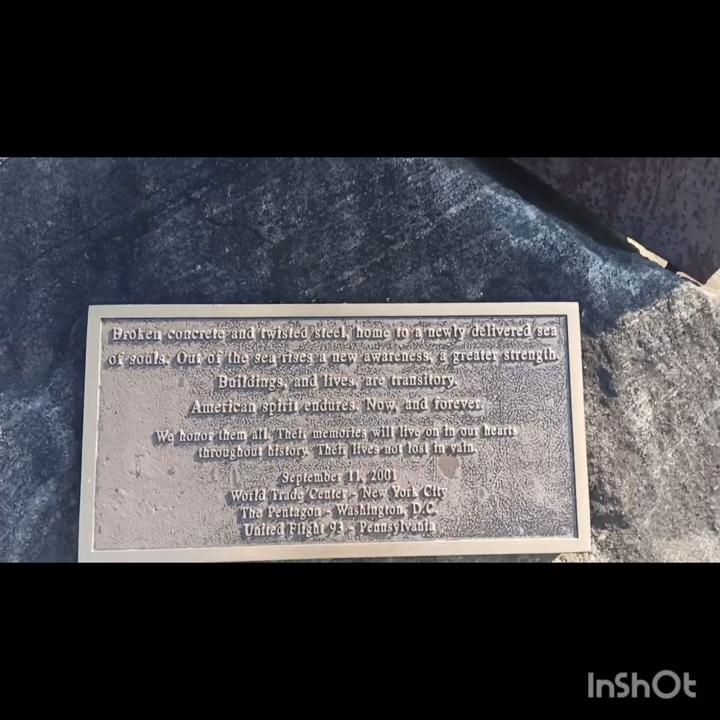 Broken concrete and twisted steel, home to a newly delivered sea
of souls. Out of the sea rises a new awareness, a greater strength.
Buildings, and lives, are transitory.
American spirit endures. Now, and forever.
We honor them all. Their memories will live on in our hearts
throughout history. Their lives not lost in vain.
September 11, 2001
World Trade Center - New York City
The Pentagon - Washington, D.C.
United Flight 93 - Pennsylvania
InShOt